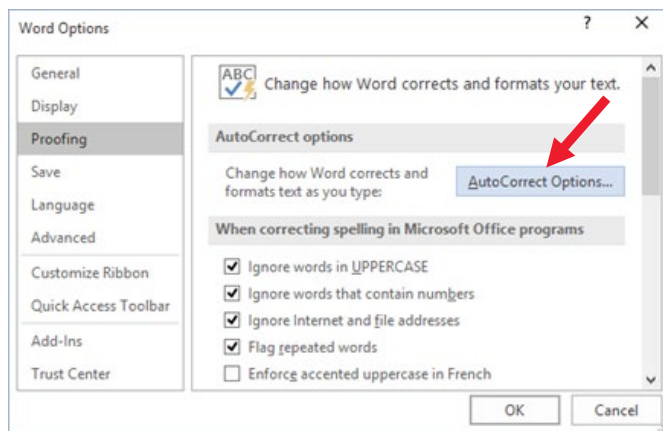 Word Options ? ✕
General
Display
Proofing
Save
Language
Advanced
Customize Ribbon
Quick Access Toolbar
Add-Ins
Trust Center
ABC
Change how Word corrects and formats your text.
AutoCorrect options
Change how Word corrects and
formats text as you type:
AutoCorrect Options...
When correcting spelling in Microsoft Office programs
Ignore words in UPPERCASE
Ignore words that contain numbers
Ignore Internet and file addresses
Flag repeated words
Enforce accented uppercase in French
OK Cancel